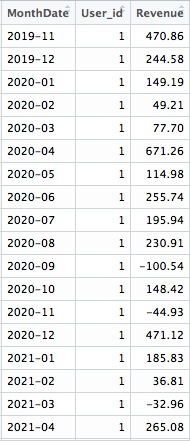 MonthDate User_id Revenue
2019-11 1 470.86
2019-12 1 244.58
2020-01 1 149.19
2020-02 1 49.21
2020-03 1 77.70
2020-04 1 671.26
2020-05 1 114.98
2020-06 1 255.74
2020-07 1 195.94
2020-08 1 230.91
2020-09 1 -100.54
2020-10 1 148.42
2020-11 1 -44.93
2020-12 1 471.12
2021-01 1 185.83
2021-02 1 36.81
2021-03 1 -32.96
2021-04 1 265.08